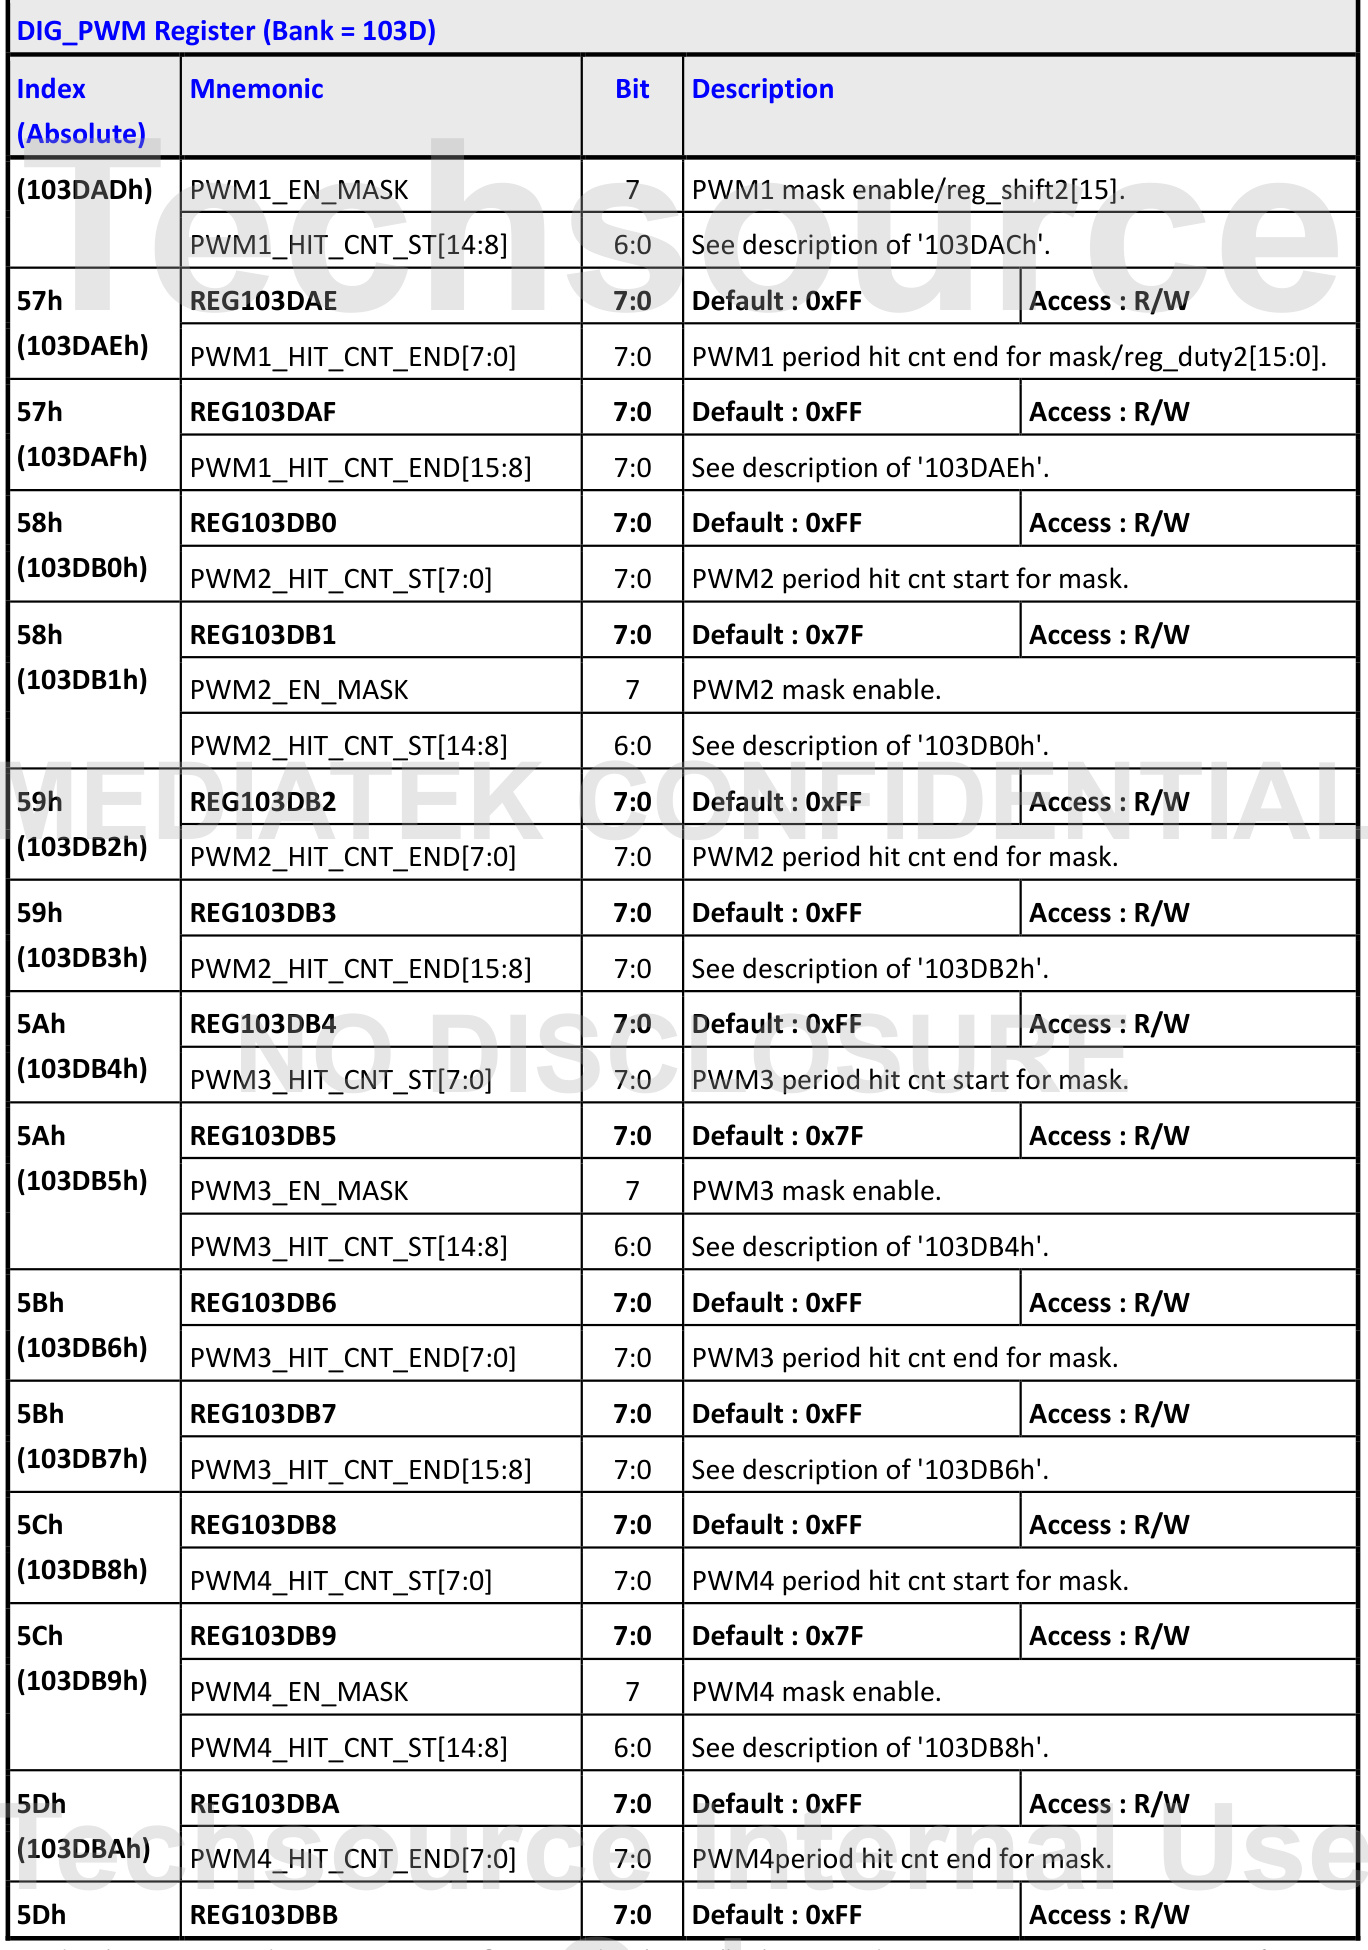 DIG_PWM Register (Bank = 103D)
Index (Absolute) Mnemonic Bit Description
(103DADh) PWM1_EN_MASK 7 PWM1 mask enable/reg_shift2[15].
PWM1_HIT_CNT_ST[14:8] 6:0 See description of '103DACh'.
57h REG103DAE 7:0 Default : 0xFF Access : R/W
(103DAEh) PWM1_HIT_CNT_END[7:0] 7:0 PWM1 period hit cnt end for mask/reg_duty2[15:0].
57h REG103DAF 7:0 Default : 0xFF Access : R/W
(103DAFh) PWM1_HIT_CNT_END[15:8] 7:0 See description of '103DAEh'.
58h REG103DB0 7:0 Default : 0xFF Access : R/W
(103DB0h) PWM2_HIT_CNT_ST[7:0] 7:0 PWM2 period hit cnt start for mask.
58h REG103DB1 7:0 Default : 0x7F Access : R/W
(103DB1h) PWM2_EN_MASK 7 PWM2 mask enable.
PWM2_HIT_CNT_ST[14:8] 6:0 See description of '103DB0h'.
59h REG103DB2 7:0 Default : 0xFF Access : R/W
(103DB2h) PWM2_HIT_CNT_END[7:0] 7:0 PWM2 period hit cnt end for mask.
59h REG103DB3 7:0 Default : 0xFF Access : R/W
(103DB3h) PWM2_HIT_CNT_END[15:8] 7:0 See description of '103DB2h'.
5Ah REG103DB4 7:0 Default : 0xFF Access : R/W
(103DB4h) PWM3_HIT_CNT_ST[7:0] 7:0 PWM3 period hit cnt start for mask.
5Ah REG103DB5 7:0 Default : 0x7F Access : R/W
(103DB5h) PWM3_EN_MASK 7 PWM3 mask enable.
PWM3_HIT_CNT_ST[14:8] 6:0 See description of '103DB4h'.
5Bh REG103DB6 7:0 Default : 0xFF Access : R/W
(103DB6h) PWM3_HIT_CNT_END[7:0] 7:0 PWM3 period hit cnt end for mask.
5Bh REG103DB7 7:0 Default : 0xFF Access : R/W
(103DB7h) PWM3_HIT_CNT_END[15:8] 7:0 See description of '103DB6h'.
5Ch REG103DB8 7:0 Default : 0xFF Access : R/W
(103DB8h) PWM4_HIT_CNT_ST[7:0] 7:0 PWM4 period hit cnt start for mask.
5Ch REG103DB9 7:0 Default : 0x7F Access : R/W
(103DB9h) PWM4_EN_MASK 7 PWM4 mask enable.
PWM4_HIT_CNT_ST[14:8] 6:0 See description of '103DB8h'.
5Dh REG103DBA 7:0 Default : 0xFF Access : R/W
(103DBAh) PWM4_HIT_CNT_END[7:0] 7:0 PWM4period hit cnt end for mask.
5Dh REG103DBB 7:0 Default : 0xFF Access : R/W
Techsource
MEDIATEK CONFIDENTIAL
NO DISCLOSURE
Techsource Internal Use